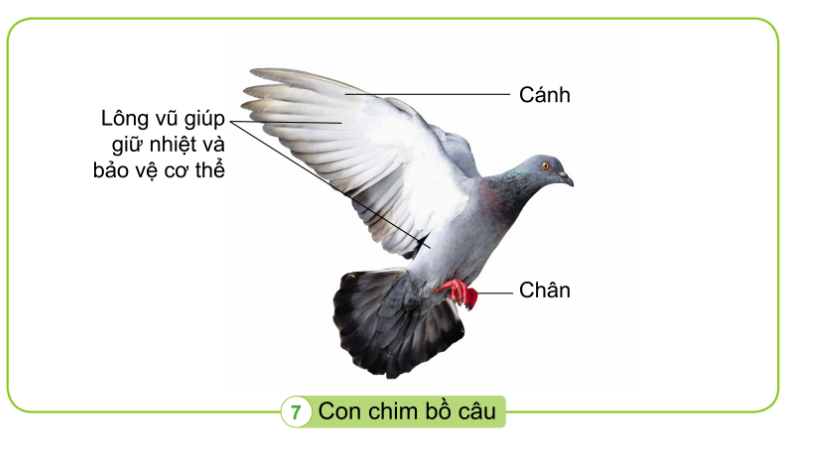 Cánh
Lông vũ giúp
giữ nhiệt và
bảo vệ cơ thể
Chân
7 Con chim bồ câu